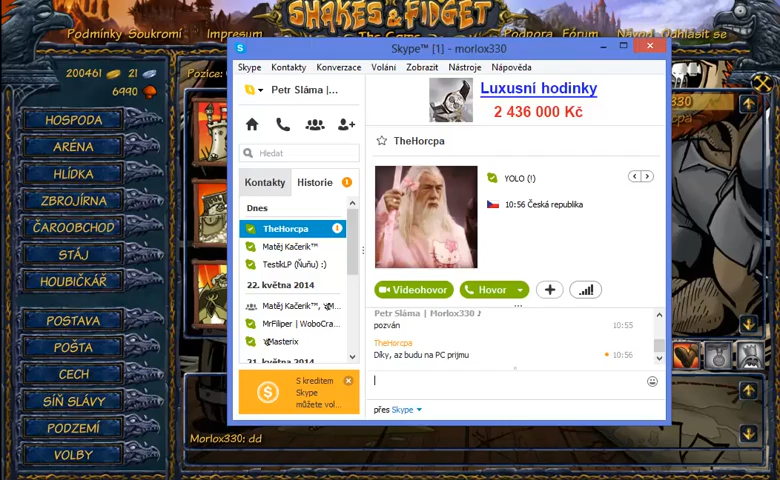 SHAKES & FIDGET
The Game
Podmínky
Soukromí
Impresum
Podpora
Fórum
Návod
Odhlásit se
200461
21
6990
Pozice:
HOSPODA
ARÉNA
HLÍDKA
ZBROJÍRNA
ČAROOBCHOD
STÁJ
HOUBIČKÁŘ
POSTAVA
POŠTA
CECH
SÍŇ SLÁVY
PODZEMÍ
VOLBY
Skype™ [1] - morlox330
Skype
Kontakty
Konverzace
Volání
Zobrazit
Nástroje
Nápověda
Petr Sláma |...
Hledat
Kontakty
Historie
Dnes
TheHorcpa
Matěj Kačerik™
TestikLP (Ňuňu) :)
22. května 2014
Matěj Kačerik™, ...
MrFiliper | WoboCra...
Masterix
21. května 2014
S kreditem
Skype
můžete vol...
Luxusní hodinky
2 436 000 Kč
TheHorcpa
YOLO (!)
10:56 Česká republika
Videohovor
Hovor
Petr Sláma | Morlox330 ♪
pozván
10:55
TheHorcpa
Díky, az budu na PC prijmu
10:56
přes Skype
Morlox330: dd